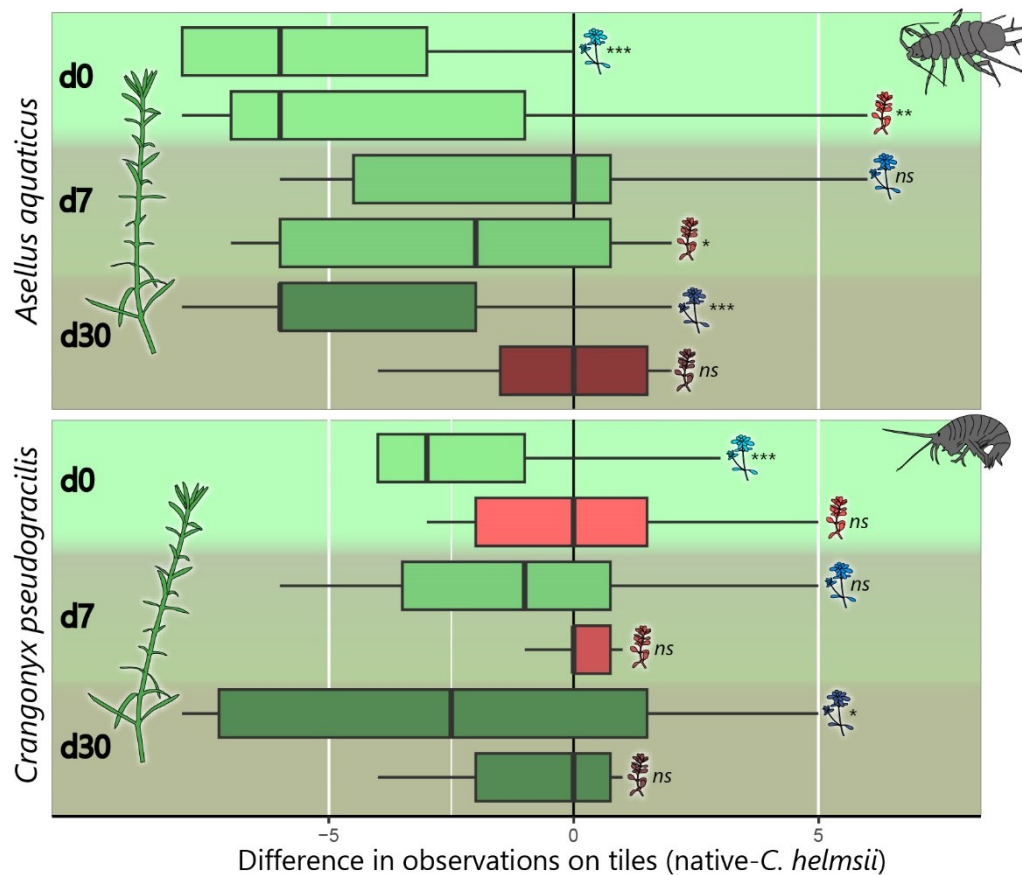 Asellus aquaticus
d0
***
**
d7
ns
*
d30
***
ns
Crangonyx pseudogracilis
d0
***
ns
d7
ns
ns
d30
*
ns
−5 0 5
Difference in observations on tiles (native-C. helmsii)